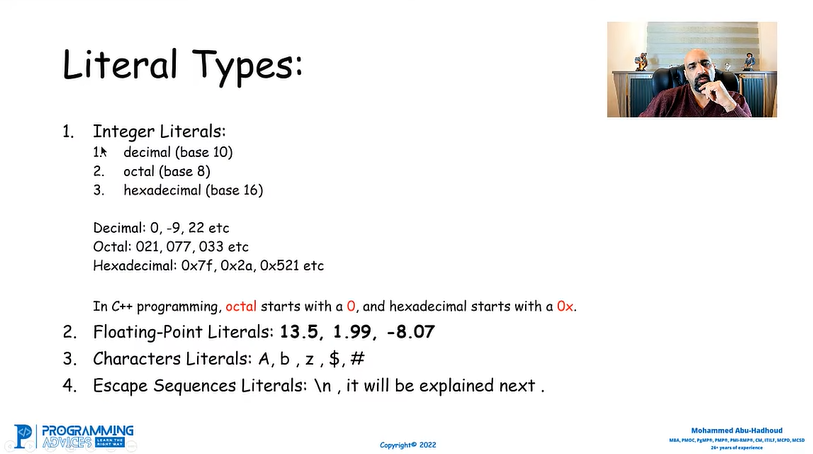 Literal Types:
1. Integer Literals:
1. decimal (base 10)
2. octal (base 8)
3. hexadecimal (base 16)
Decimal: 0, -9, 22 etc
Octal: 021, 077, 033 etc
Hexadecimal: 0x7f, 0x2a, 0x521 etc
In C++ programming, octal starts with a 0, and hexadecimal starts with a 0x.
2. Floating-Point Literals: 13.5, 1.99, -8.07
3. Characters Literals: A, b , z , $, #
4. Escape Sequences Literals: \n , it will be explained next .
PROGRAMMING
ADVICES LEARN THE RIGHT WAY
Copyright© 2022
Mohammed Abu-Hadhoud
MBA, PMOC, PgMP®, PMP®, PMI-RMP®, CM, ITILF, MCPD, MCSD
26+ years of experience